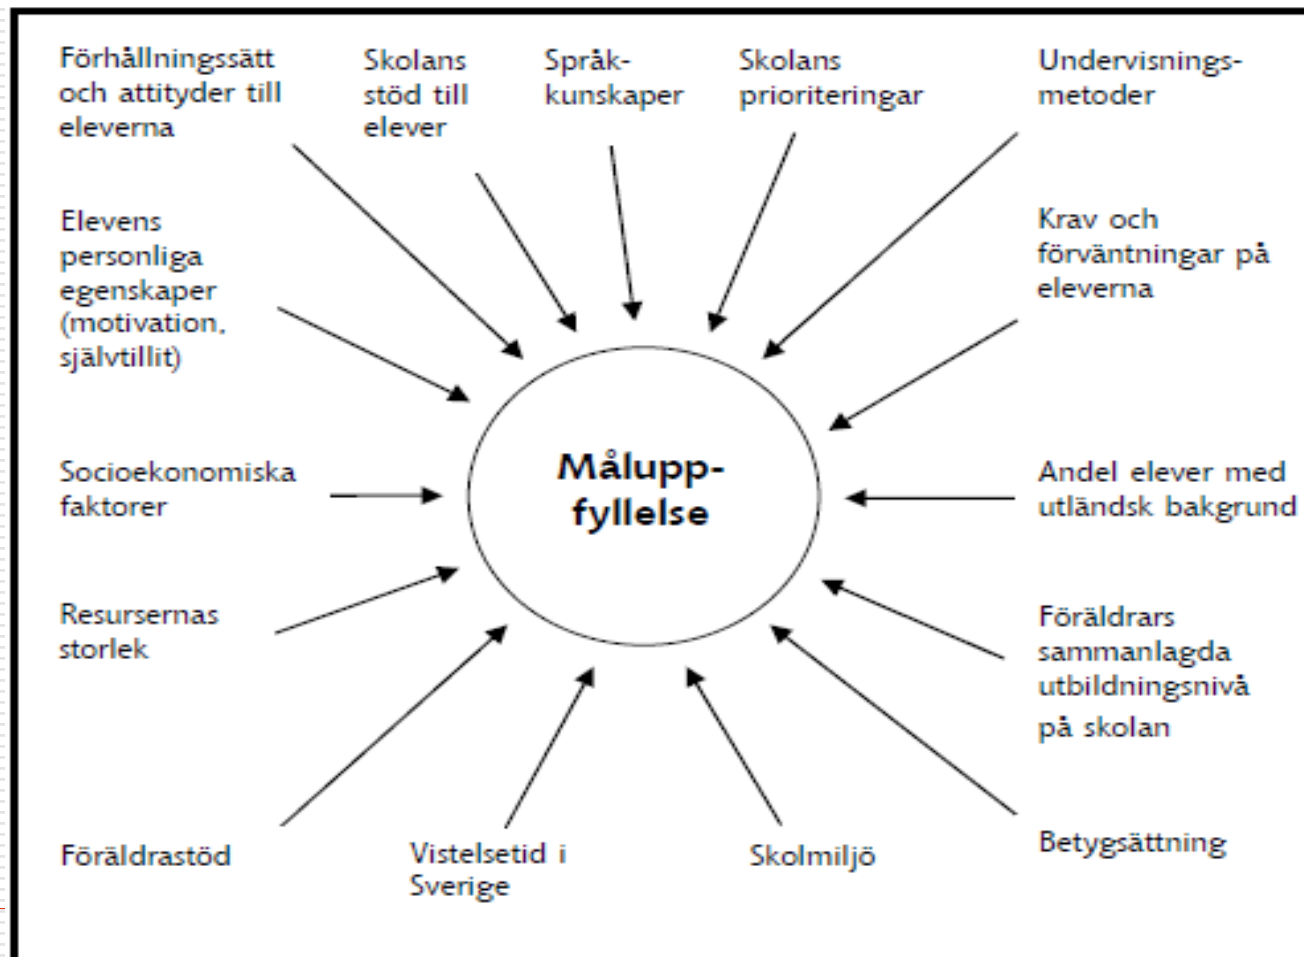 Förhållningssätt
och attityder till
eleverna
Skolans
stöd till
elever
Språk-
kunskaper
Skolans
prioriteringar
Undervisnings-
metoder
Elevens
personliga
egenskaper
(motivation,
självtillit)
Krav och
förväntningar på
eleverna
Socioekonomiska
faktorer
Målupp-
fyllelse
Andel elever med
utländsk bakgrund
Resursernas
storlek
Föräldrars
sammanlagda
utbildningsnivå
på skolan
Föräldrastöd
Vistelsetid i
Sverige
Skolmiljö
Betygsättning